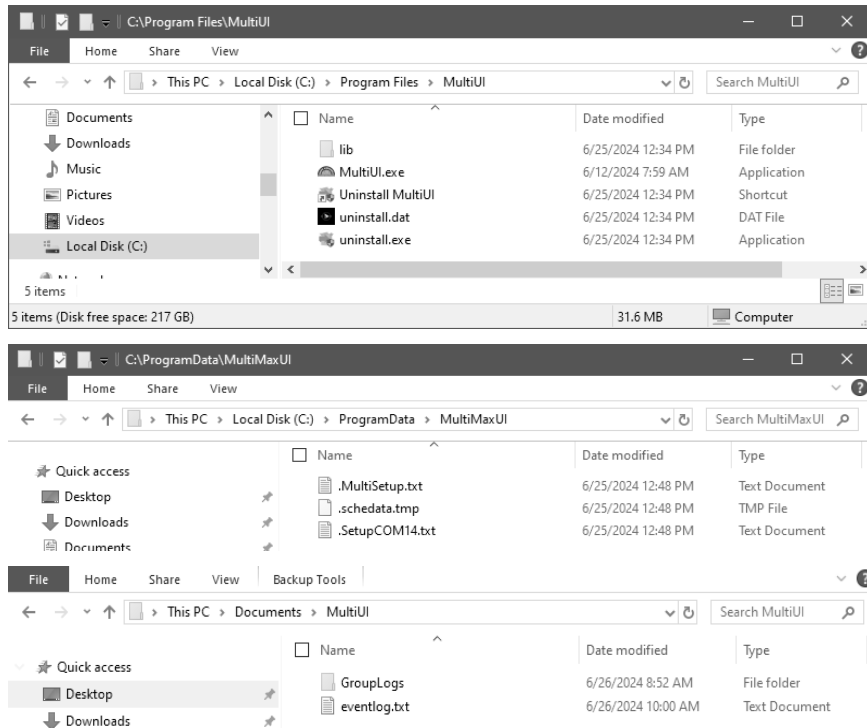 C:\Program Files\MultiUI
File Home Share View
This PC > Local Disk (C:) > Program Files > MultiUI Search MultiUI
Documents Name Date modified Type
Downloads lib 6/25/2024 12:34 PM File folder
Music MultiUI.exe 6/12/2024 7:59 AM Application
Pictures Uninstall MultiUI 6/25/2024 12:34 PM Shortcut
Videos uninstall.dat 6/25/2024 12:34 PM DAT File
Local Disk (C:) uninstall.exe 6/25/2024 12:34 PM Application
5 items
5 items (Disk free space: 217 GB) 31.6 MB Computer
C:\ProgramData\MultiMaxUI
File Home Share View
This PC > Local Disk (C:) > ProgramData > MultiMaxUI Search MultiMaxUI
Name Date modified Type
Quick access .MultiSetup.txt 6/25/2024 12:48 PM Text Document
Desktop .schedata.tmp 6/25/2024 12:48 PM TMP File
Downloads .SetupCOM14.txt 6/25/2024 12:48 PM Text Document
Documents
File Home Share View Backup Tools
This PC > Documents > MultiUI Search MultiUI
Name Date modified Type
Quick access GroupLogs 6/26/2024 8:52 AM File folder
Desktop eventlog.txt 6/26/2024 10:00 AM Text Document
Downloads